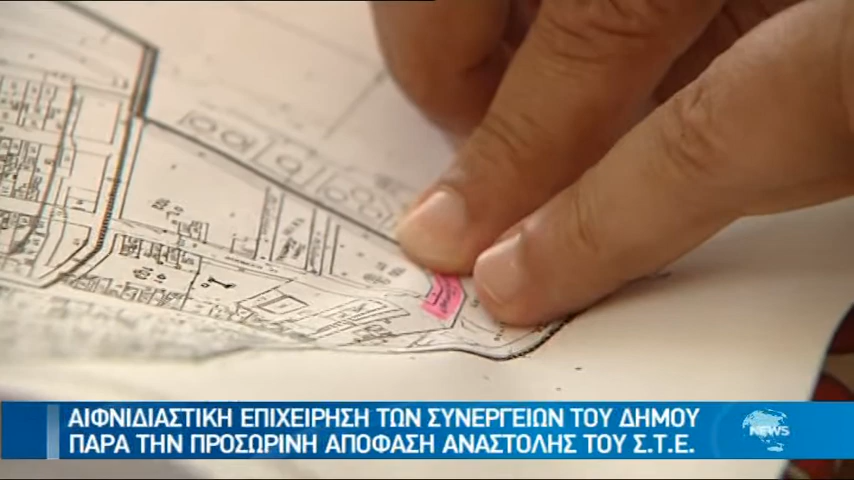 ΑΙΦΝΙΔΙΑΣΤΙΚΗ ΕΠΙΧΕΙΡΗΣΗ ΤΩΝ ΣΥΝΕΡΓΕΙΩΝ ΤΟΥ ΔΗΜΟΥ
ΠΑΡΑ ΤΗΝ ΠΡΟΣΩΡΙΝΗ ΑΠΟΦΑΣΗ ΑΝΑΣΤΟΛΗΣ ΤΟΥ Σ.Τ.Ε.
NEWS